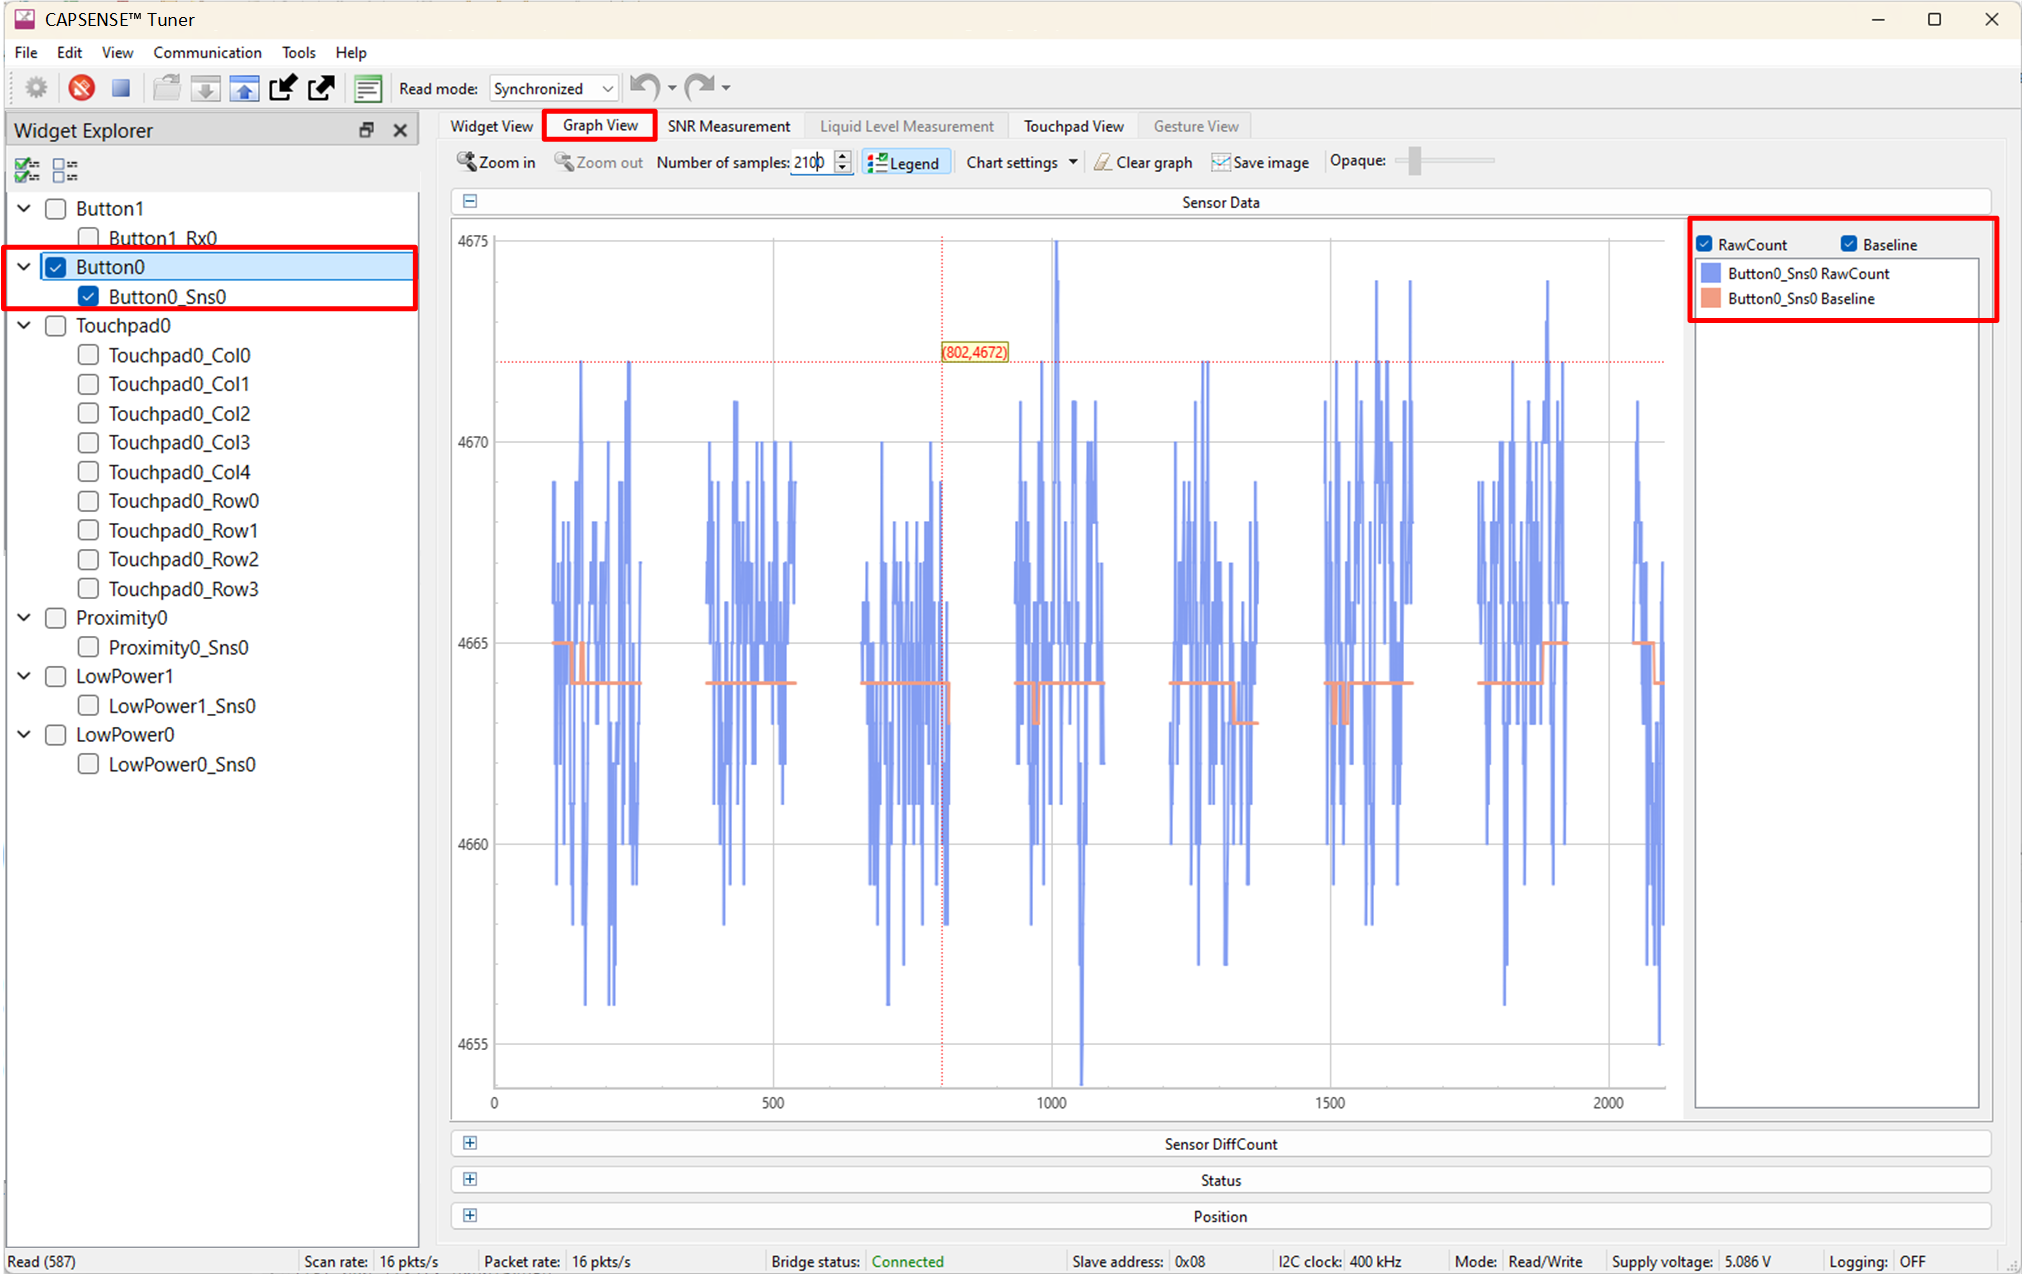 CAPSENSE™ Tuner
File Edit View Communication Tools Help
Read mode: Synchronized
Widget Explorer
Button1
Button1_Rx0
Button0
Button0_Sns0
Touchpad0
Touchpad0_Col0
Touchpad0_Col1
Touchpad0_Col2
Touchpad0_Col3
Touchpad0_Col4
Touchpad0_Row0
Touchpad0_Row1
Touchpad0_Row2
Touchpad0_Row3
Proximity0
Proximity0_Sns0
LowPower1
LowPower1_Sns0
LowPower0
LowPower0_Sns0
Widget View Graph View SNR Measurement Liquid Level Measurement Touchpad View Gesture View
Zoom in Zoom out Number of samples: 2100 Legend Chart settings Clear graph Save image Opaque:
Sensor Data
4675
4670
4665
4660
4655
(802,4672)
0 500 1000 1500 2000
RawCount Baseline
Button0_Sns0 RawCount
Button0_Sns0 Baseline
Sensor DiffCount
Status
Position
Read (587) Scan rate: 16 pkts/s Packet rate: 16 pkts/s Bridge status: Connected Slave address: 0x08 I2C clock: 400 kHz Mode: Read/Write Supply voltage: 5.086 V Logging: OFF